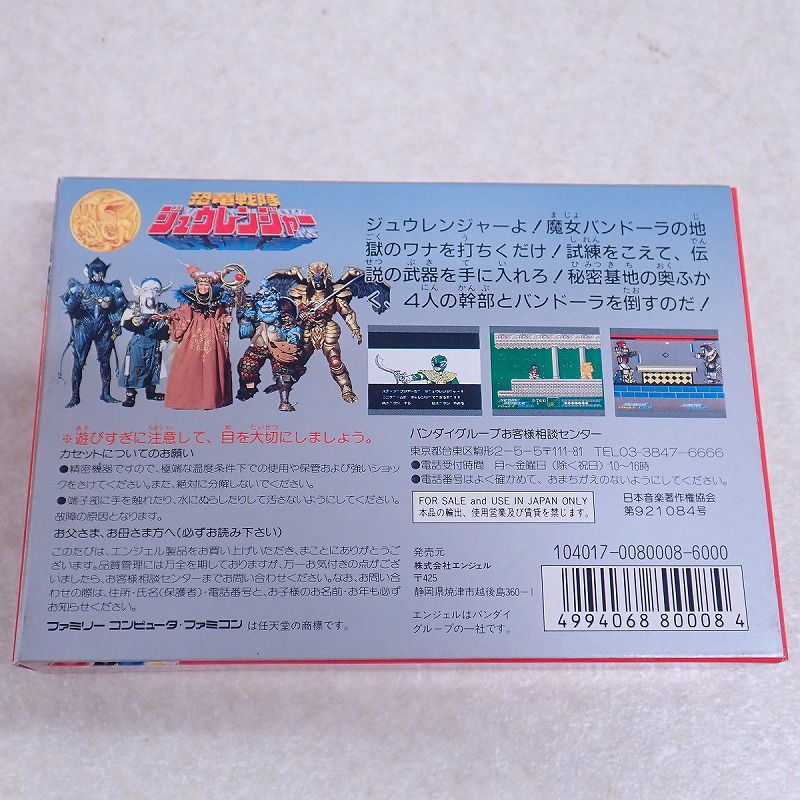 恐竜戦隊
ジュウレンジャー
ジュウレンジャーよ!魔女バンドーラの地
獄のワナを打ちくだけ!試練をこえて、伝
説の武器を手に入れろ!秘密基地の奥ふか
く、4人の幹部とバンドーラを倒すのだ!
※遊びすぎに注意して、目を大切にしましょう。
カセットについてのお願い
●精密機器ですので、極端な温度条件下での使用や保管および強いショッ
クをさけてください。また、絶対に分解しないでください。
●端子部に手を触れたり、水にぬらしたりして汚さないようにしてください。
故障の原因となります。
お父さま、お母さま方へ(必ずお読み下さい)
このたびは、エンジェル製品をお買い上げいただき、まことにありがとうご
ざいます。品質管理には万全を期しておりますが、万一お気付きの点がござ
いましたら、お客様相談センターまでお問い合わせください。なお、お問い合
わせの際は、住所・氏名(保護者)・電話番号と、お子様のお名前・お年も必ず
お知らせください。
ファミリーコンピュータ・ファミコン は任天堂の商標です。
バンダイグループお客様相談センター
東京都台東区駒形2-5-5〒111-81 TEL03-3847-6666
●電話受付時間 月~金曜日(除く祝日)10~16時
●電話番号はよく確かめて、おまちがえのないようにしてください。
FOR SALE and USE IN JAPAN ONLY
本品の輸出、使用営業及び賃貸を禁じます。
日本音楽著作権協会
第921084号
発売元
株式会社エンジェル
〒425
静岡県焼津市越後島360-1
エンジェルはバンダイ
グループの一社です。
104017-0080008-6000
4994068 80008 4